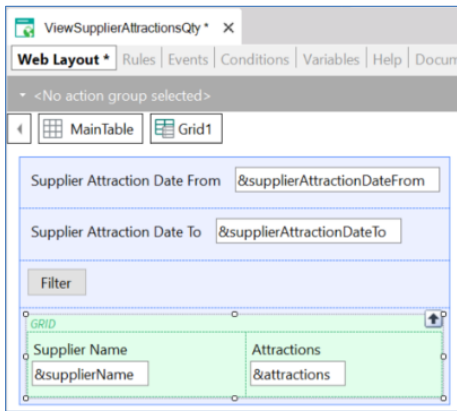 ViewSupplierAttractionsQty * X
Web Layout * Rules Events Conditions Variables Help Docum
<No action group selected>
MainTable Grid1
Supplier Attraction Date From &supplierAttractionDateFrom
Supplier Attraction Date To &supplierAttractionDateTo
Filter
GRID
Supplier Name Attractions
&supplierName &attractions